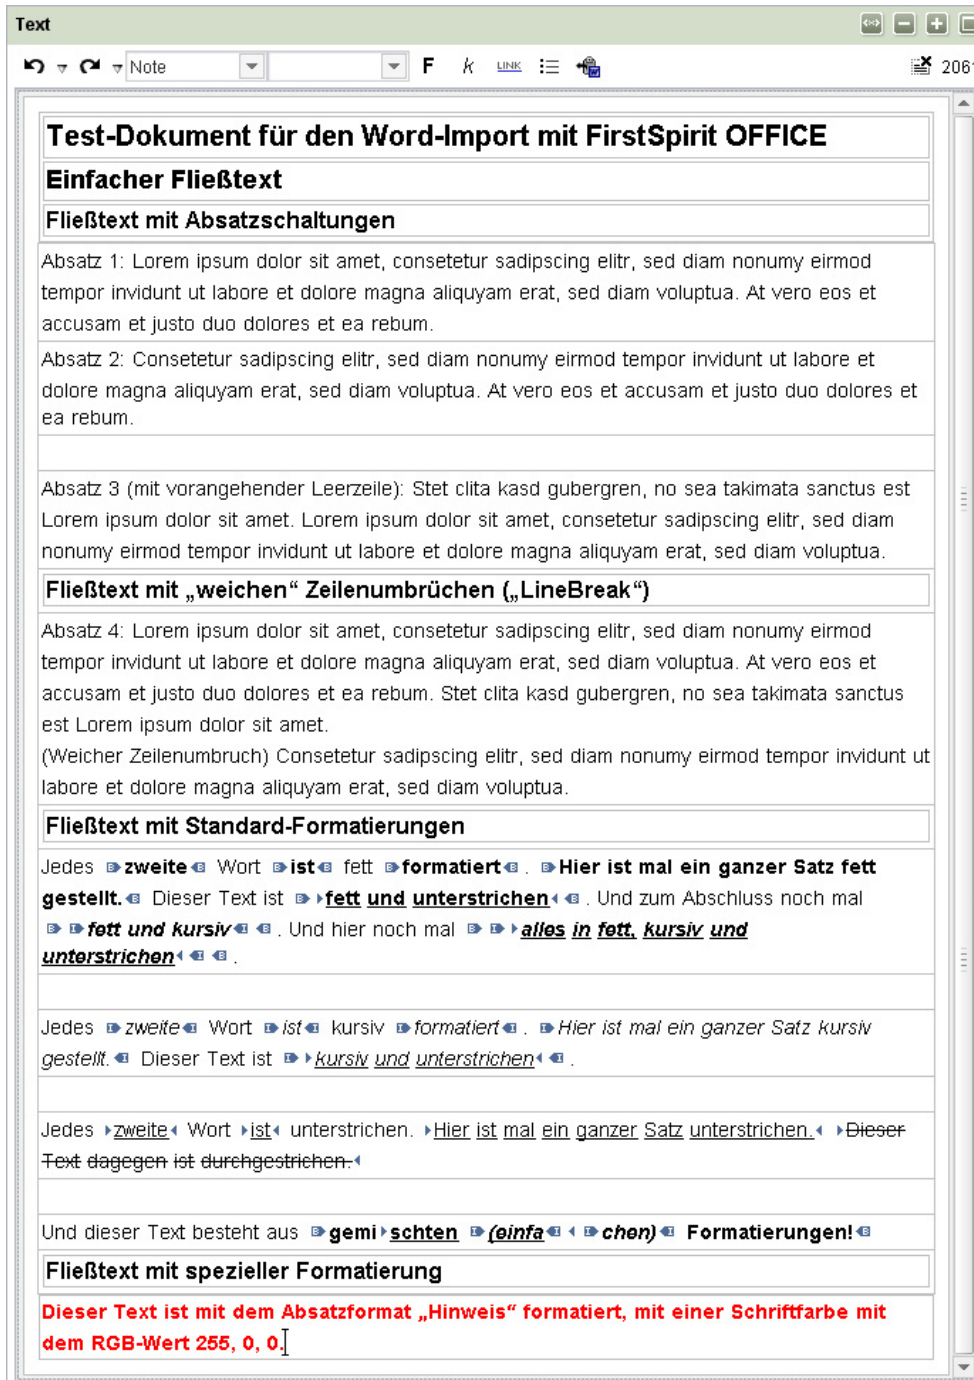 Text
Note
F k LINK
206
Test-Dokument für den Word-Import mit FirstSpirit OFFICE
Einfacher Fließtext
Fließtext mit Absatzschaltungen
Absatz 1: Lorem ipsum dolor sit amet, consetetur sadipscing elitr, sed diam nonumy eirmod
tempor invidunt ut labore et dolore magna aliquyam erat, sed diam voluptua. At vero eos et
accusam et justo duo dolores et ea rebum.
Absatz 2: Consetetur sadipscing elitr, sed diam nonumy eirmod tempor invidunt ut labore et
dolore magna aliquyam erat, sed diam voluptua. At vero eos et accusam et justo duo dolores et
ea rebum.
Absatz 3 (mit vorangehender Leerzeile): Stet clita kasd gubergren, no sea takimata sanctus est
Lorem ipsum dolor sit amet. Lorem ipsum dolor sit amet, consetetur sadipscing elitr, sed diam
nonumy eirmod tempor invidunt ut labore et dolore magna aliquyam erat, sed diam voluptua.
Fließtext mit „weichen“ Zeilenumbrüchen („LineBreak“)
Absatz 4: Lorem ipsum dolor sit amet, consetetur sadipscing elitr, sed diam nonumy eirmod
tempor invidunt ut labore et dolore magna aliquyam erat, sed diam voluptua. At vero eos et
accusam et justo duo dolores et ea rebum. Stet clita kasd gubergren, no sea takimata sanctus
est Lorem ipsum dolor sit amet.
(Weicher Zeilenumbruch) Consetetur sadipscing elitr, sed diam nonumy eirmod tempor invidunt ut
labore et dolore magna aliquyam erat, sed diam voluptua.
Fließtext mit Standard-Formatierungen
Jedes zweite Wort ist fett formatiert. Hier ist mal ein ganzer Satz fett
gestellt. Dieser Text ist fett und unterstrichen. Und zum Abschluss noch mal
fett und kursiv. Und hier noch mal alles in fett, kursiv und
unterstrichen.
Jedes zweite Wort ist kursiv formatiert. Hier ist mal ein ganzer Satz kursiv
gestellt. Dieser Text ist kursiv und unterstrichen.
Jedes zweite Wort ist unterstrichen. Hier ist mal ein ganzer Satz unterstrichen. Dieser
Text dagegen ist durchgestrichen.
Und dieser Text besteht aus gemischten (einfachen) Formatierungen!
Fließtext mit spezieller Formatierung
Dieser Text ist mit dem Absatzformat „Hinweis“ formatiert, mit einer Schriftfarbe mit
dem RGB-Wert 255, 0, 0.